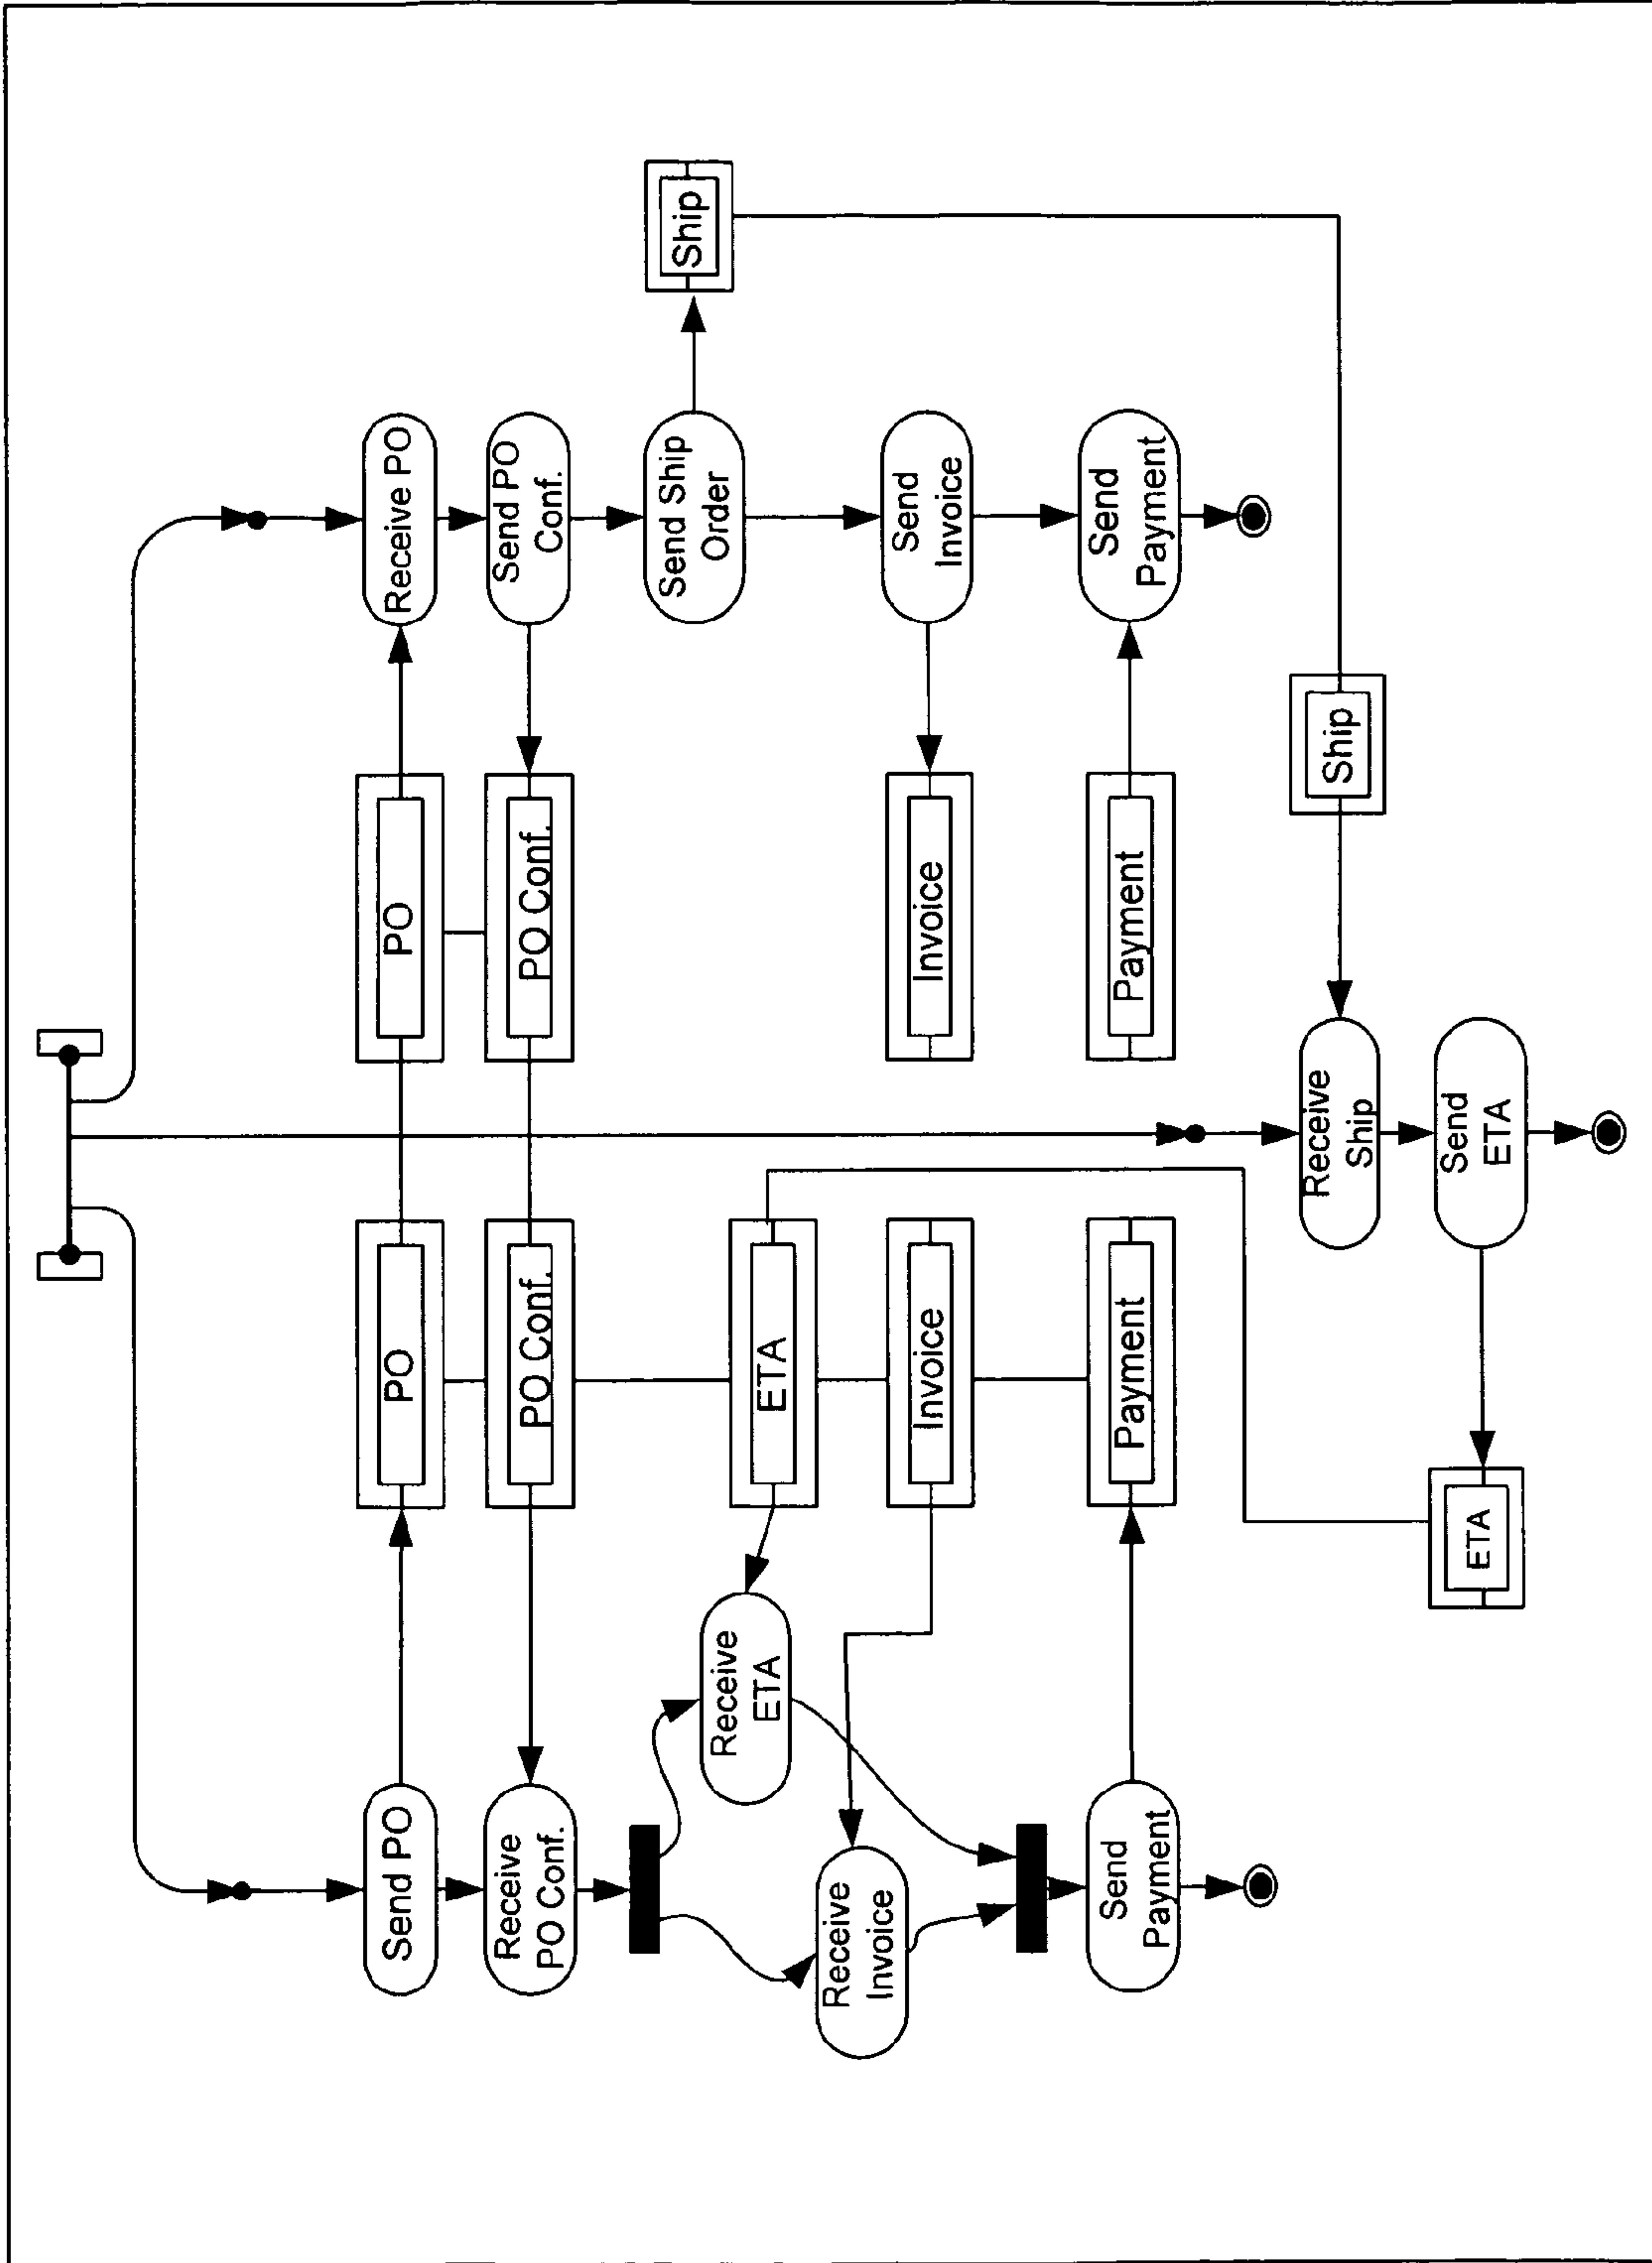 Send PO
PO
PO
Receive PO
Receive
PO Conf.
PO Conf.
PO Conf.
Send PO
Conf.
Send Ship
Order
Ship
Receive
ETA
ETA
Receive
Invoice
Invoice
Invoice
Send
Invoice
Send
Payment
Payment
Payment
Send
Payment
Receive
Ship
Ship
ETA
Send
ETA